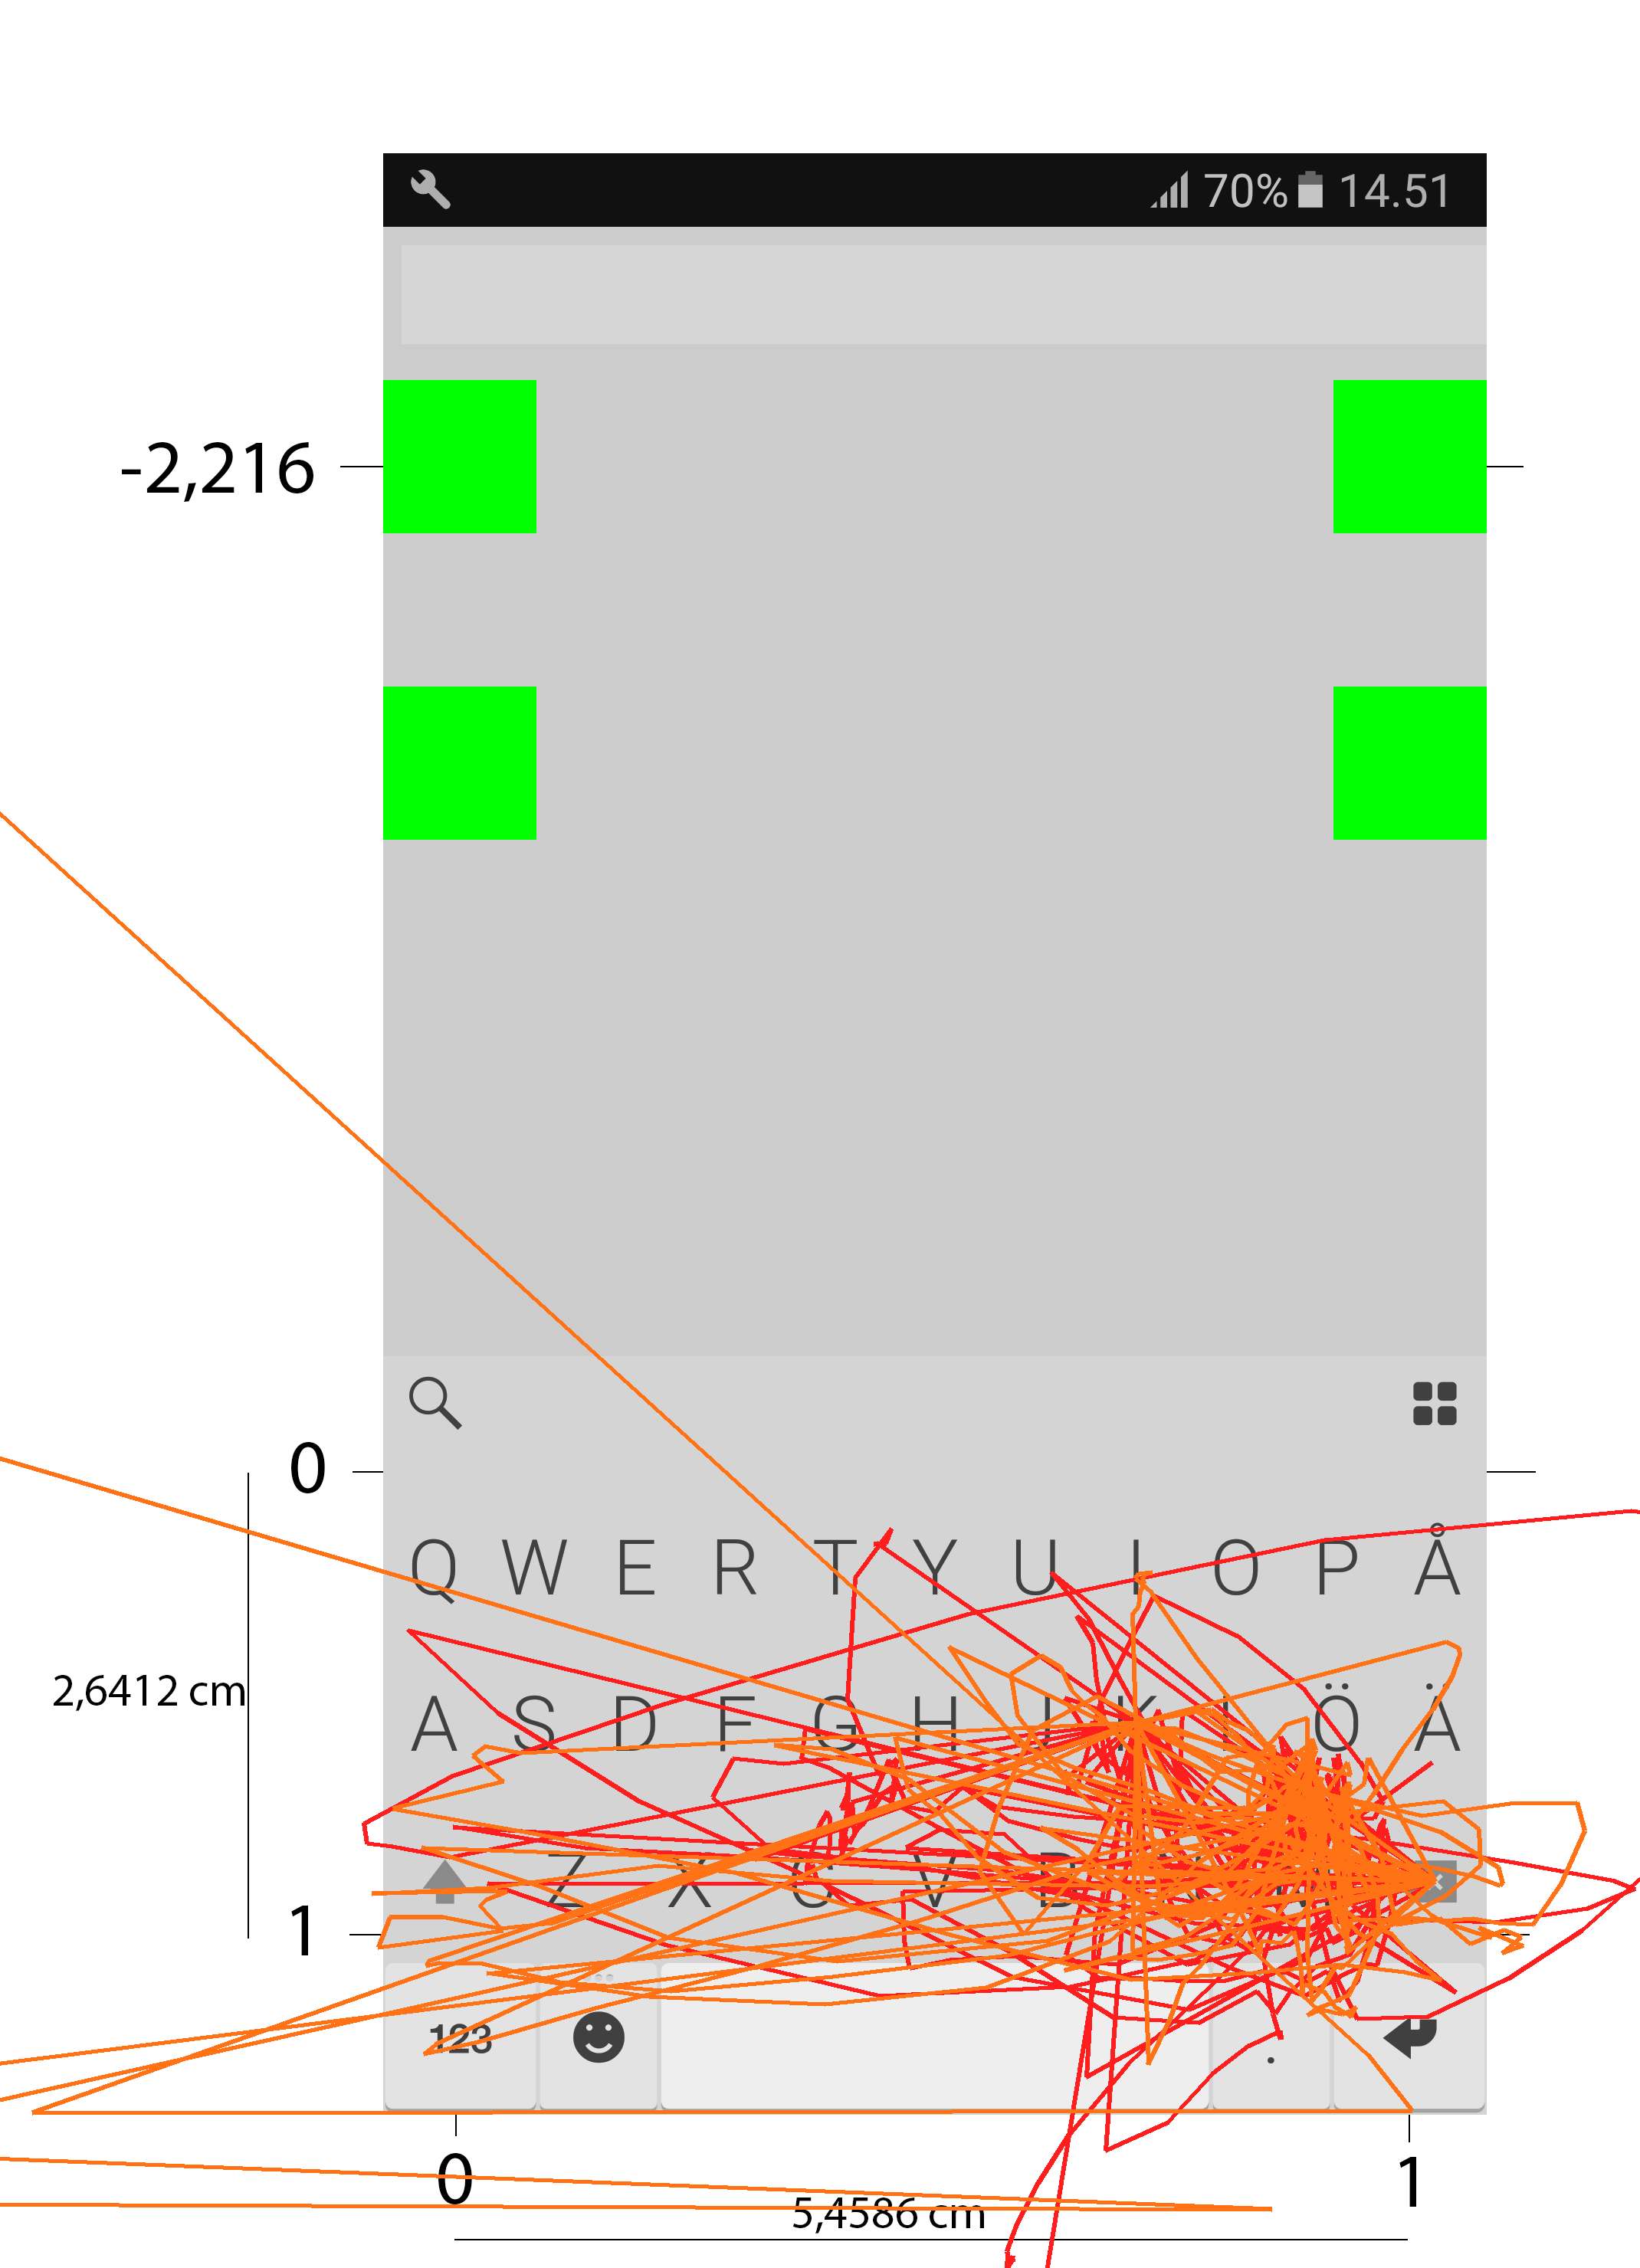 70% 14.51
-2,216
0
Q W E R T Y U I O P Å
2,6412 cm
A S D F G H J K L Ö Ä
Z X C V B N M
1
123
.
0 1
5,4586 cm